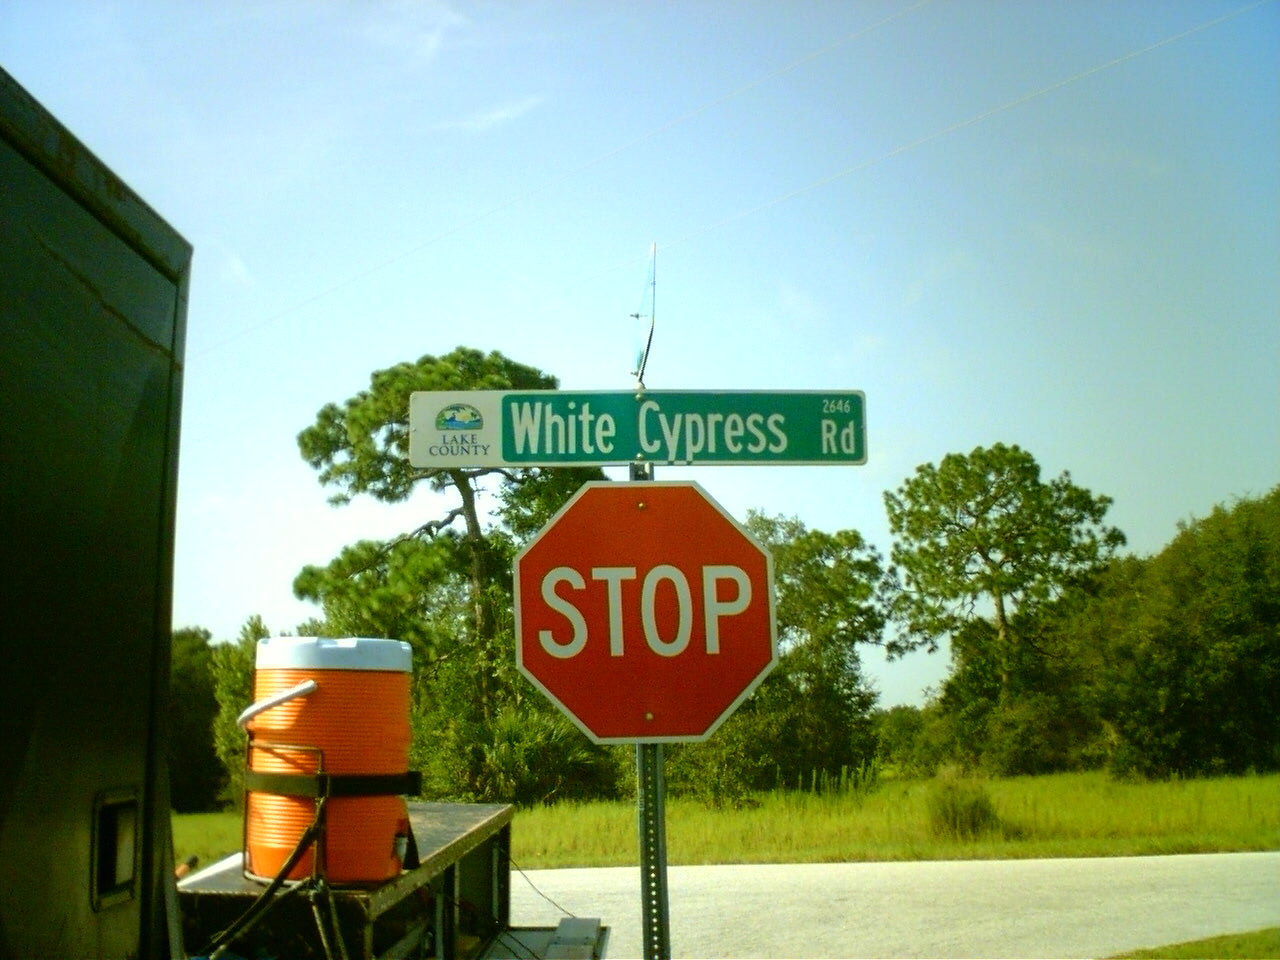 LAKE
COUNTY
White Cypress Rd
2646
STOP